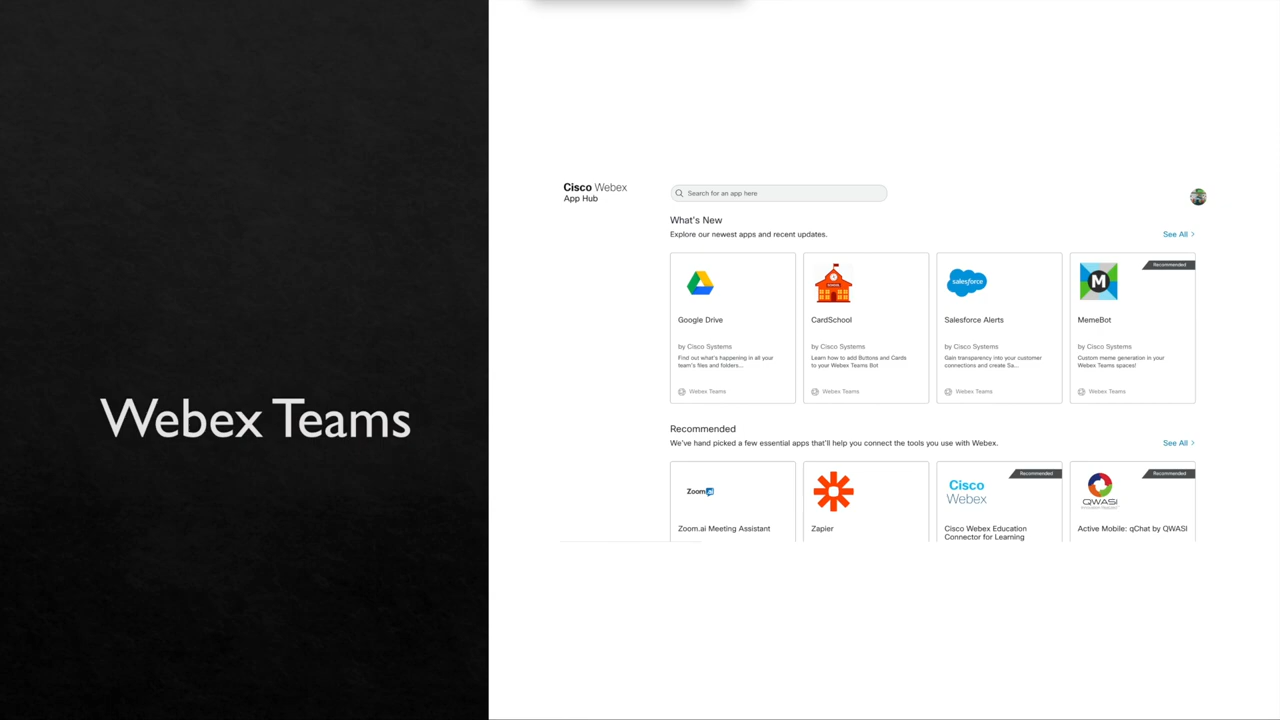 Webex Teams
Cisco Webex
App Hub
Search for an app here
What's New
Explore our newest apps and recent updates.
See All >
Google Drive
by Cisco Systems
Find out what's happening in all your
team's files and folders...
Webex Teams
SCHOOL
CardSchool
by Cisco Systems
Learn how to add Buttons and Cards
to your Webex Teams Bot
Webex Teams
salesforce
Salesforce Alerts
by Cisco Systems
Gain transparency into your customer
connections and create Sa...
Webex Teams
Recommended
M
MemeBot
by Cisco Systems
Custom meme generation in your
Webex Teams spaces!
Webex Teams
Recommended
We've hand picked a few essential apps that'll help you connect the tools you use with Webex.
See All >
Zoom.ai
Zoom.ai Meeting Assistant
Zapier
Recommended
Cisco
Webex
Cisco Webex Education
Connector for Learning
Recommended
QWASI
Active Mobile: qChat by QWASI